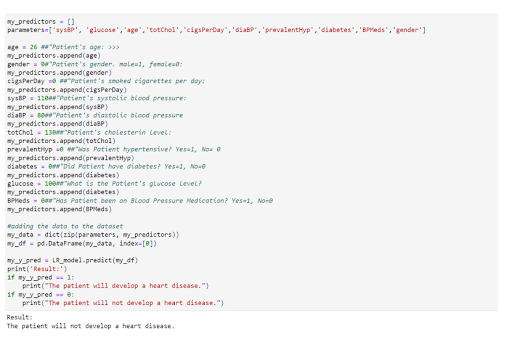 my_predictors = []
parameters=['sysBP', 'glucose','age','totChol','cigsPerDay','diaBP','prevalentHyp','diabetes','BPMeds','gender']
age = 26 ##"Patient's age: >>>
my_predictors.append(age)
gender = 0#"Patient's gender. male=1, female=0:
my_predictors.append(gender)
cigsPerDay =0 ##"Patient's smoked cigarettes per day:
my_predictors.append(cigsPerDay)
sysBP = 110##"Patient's systolic blood pressure:
my_predictors.append(sysBP)
diaBP = 80##"Patient's diastolic blood pressure
my_predictors.append(diaBP)
totChol = 130##"Patient's cholesterin level:
my_predictors.append(totChol)
prevalentHyp =0 ##"Was Patient hypertensive? Yes=1, No= 0
my_predictors.append(prevalentHyp)
diabetes = 0##"Did Patient have diabetes? Yes=1, No=0
my_predictors.append(diabetes)
glucose = 100##"What is the Patient's glucose level?
my_predictors.append(diabetes)
BPMeds = 0##"Has Patient been on Blood Pressure Medication? Yes=1, No=0
my_predictors.append(BPMeds)
#adding the data to the dataset
my_data = dict(zip(parameters, my_predictors))
my_df = pd.DataFrame(my_data, index=[0])
my_y_pred = LR_model.predict(my_df)
print('Result:')
if my_y_pred == 1:
print("The patient will develop a heart disease.")
if my_y_pred == 0:
print("The patient will not develop a heart disease.")
Result:
The patient will not develop a heart disease.